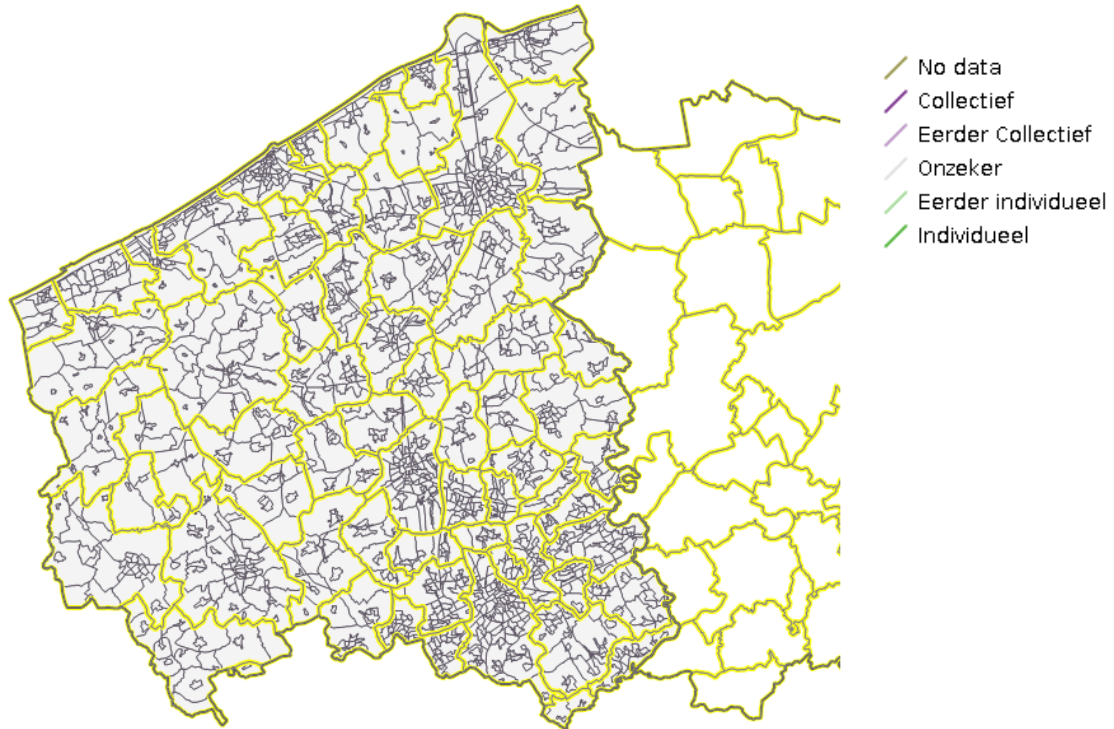 No data
Collectief
Eerder Collectief
Onzeker
Eerder individueel
Individueel